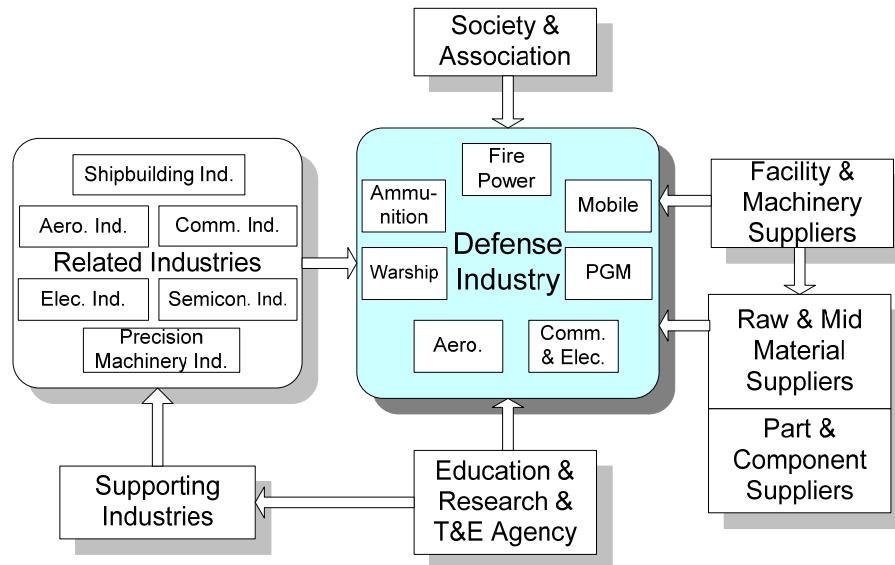 Society &
Association
Shipbuilding Ind.
Aero. Ind.
Comm. Ind.
Related Industries
Elec. Ind.
Semicon. Ind.
Precision
Machinery Ind.
Fire
Power
Ammu-
nition
Mobile
Defense
Industry
Warship
PGM
Aero.
Comm.
& Elec.
Facility &
Machinery
Suppliers
Raw & Mid
Material
Suppliers
Part &
Component
Suppliers
Supporting
Industries
Education &
Research &
T&E Agency